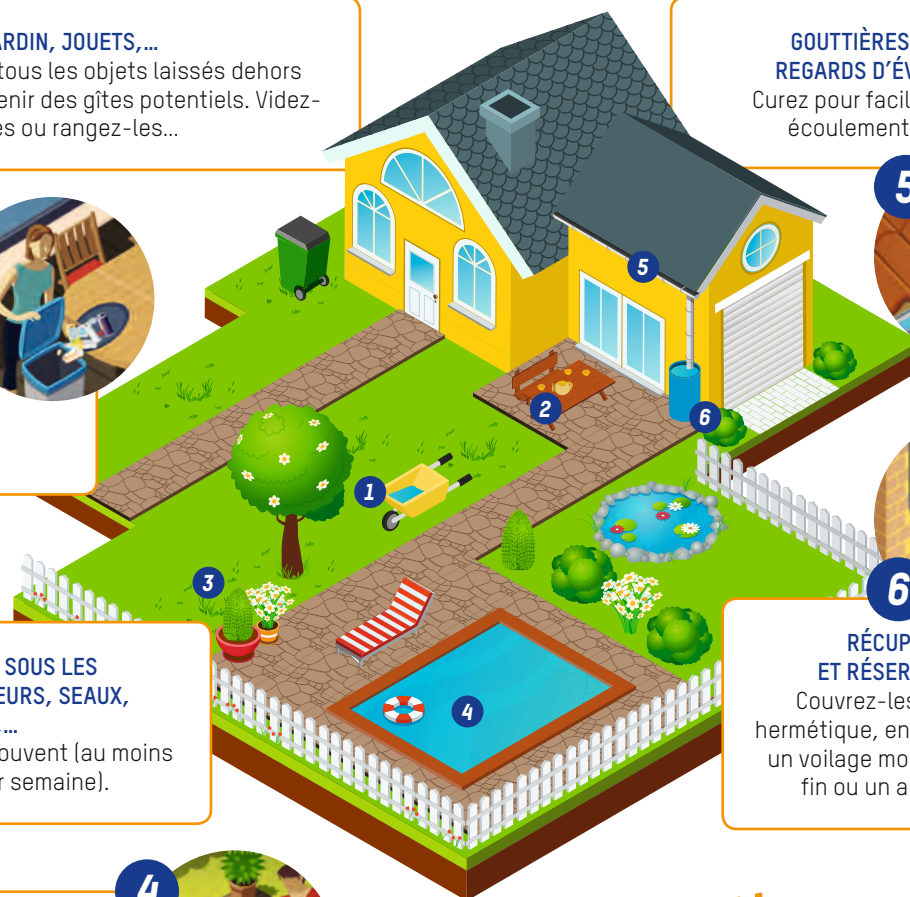 ARDIN, JOUETS,...
tous les objets laissés dehors
enir des gîtes potentiels. Videz-
es ou rangez-les...
GOUTTIÈRES
REGARDS D'ÉV
Curez pour facil
écoulement
5
5
2
6
1
3
4
SOUS LES
EURS, SEAUX,
...
ouvent (au moins
r semaine).
6
RÉCUP
ET RÉSER
Couvrez-les
hermétique, en
un voilage mo
fin ou un a
4